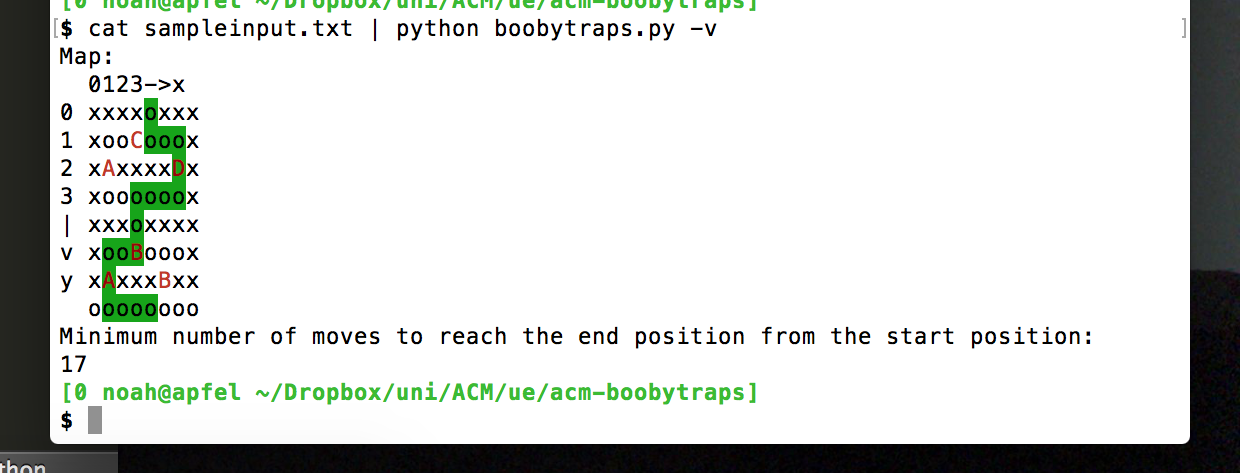 [0 noah@apfel ~/Dropbox/uni/ACM/ue/acm-boobytraps]
[$ cat sampleinput.txt | python boobytraps.py -v ]
Map:
  0123->x
0 xxxxoxxx
1 xooCooox
2 xAxxxxDx
3 xoooooox
| xxxoxxxx
v xooBooox
y xAxxxBxx
  oooooooo
Minimum number of moves to reach the end position from the start position:
17
[0 noah@apfel ~/Dropbox/uni/ACM/ue/acm-boobytraps]
$
thon